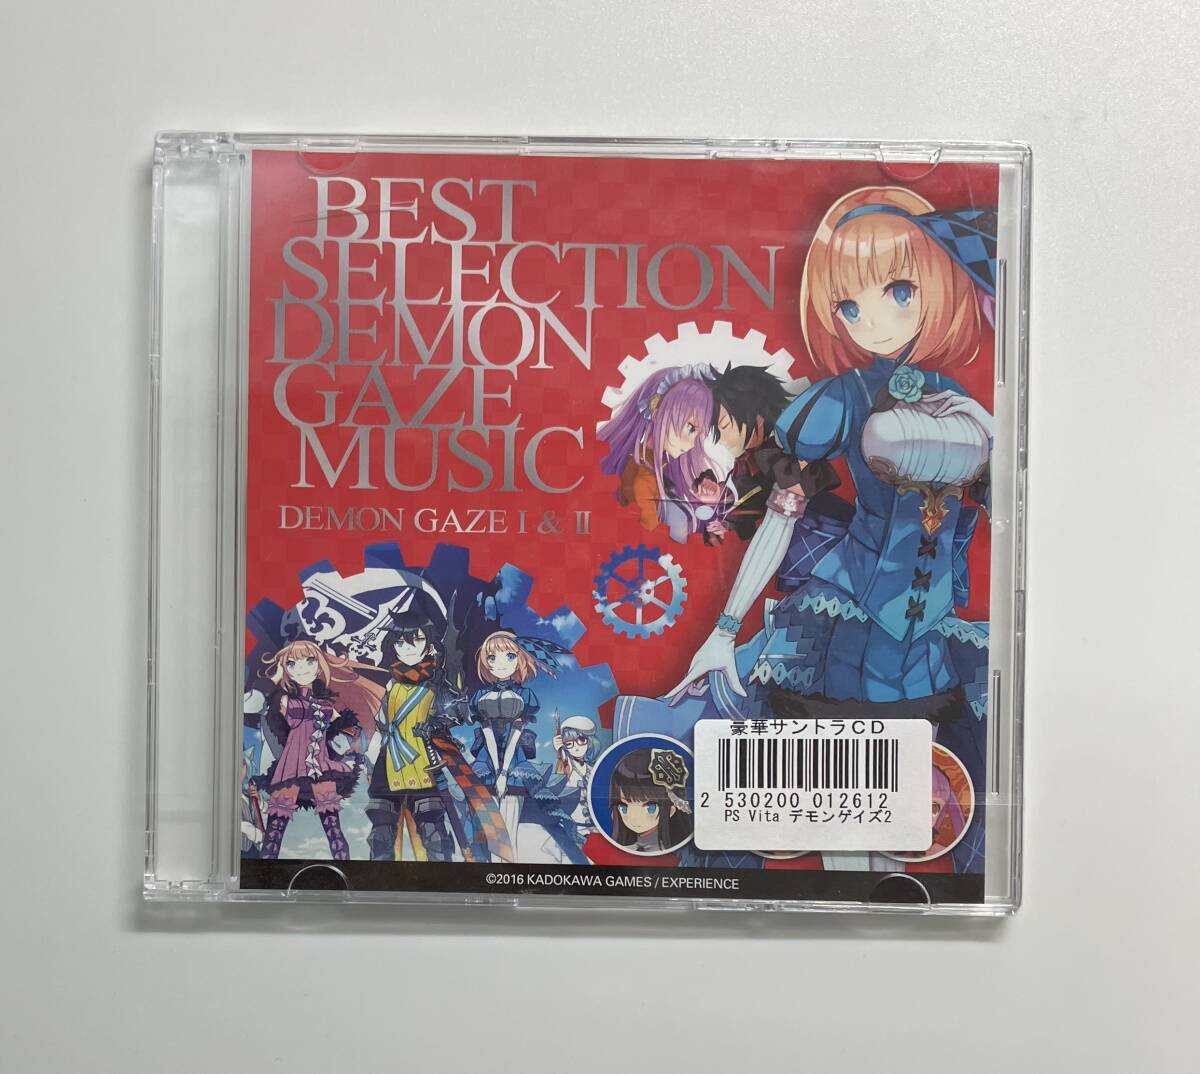 BEST
SELECTION
DEMON
GAZE
MUSIC
DEMON GAZE I & II
豪華サントラCD
2 530200 012612
PS Vita デモンゲイズ2
©2016 KADOKAWA GAMES / EXPERIENCE